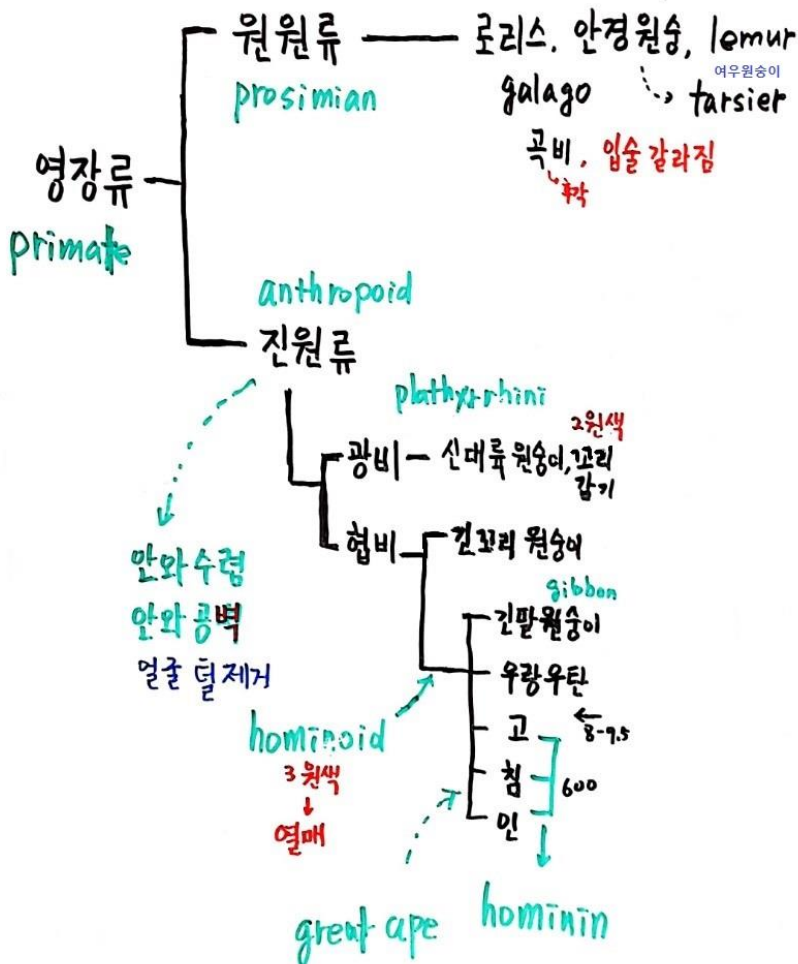 원원류 로리스, 안경원숭, lemur
여우원숭이
prosimian galago tarsier
곡비, 입술 갈라짐
후각
영장류
primate
anthropoid
진원류
plathyrrhini
2원색
광비 신대륙 원숭이, 꼬리
감기
협비 긴꼬리 원숭이
안와수렴
gibbon
안와공벽 긴팔원숭이
얼굴 털제거
우랑우탄
hominoid 고 8-9.5
3원색 침 600
열매 인
great ape hominin